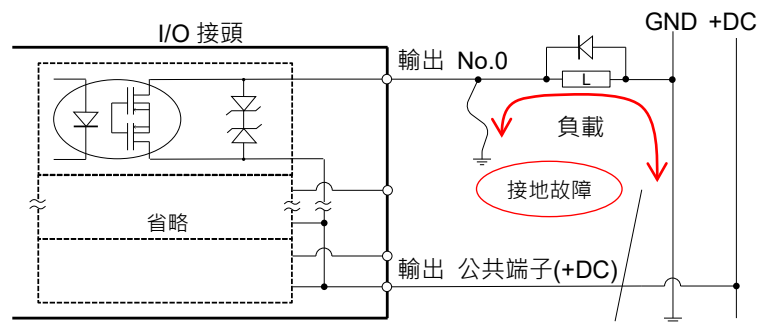 GND +DC
I/O 接頭
輸出 No.0
L
負載
接地故障
省略
輸出 公共端子(+DC)